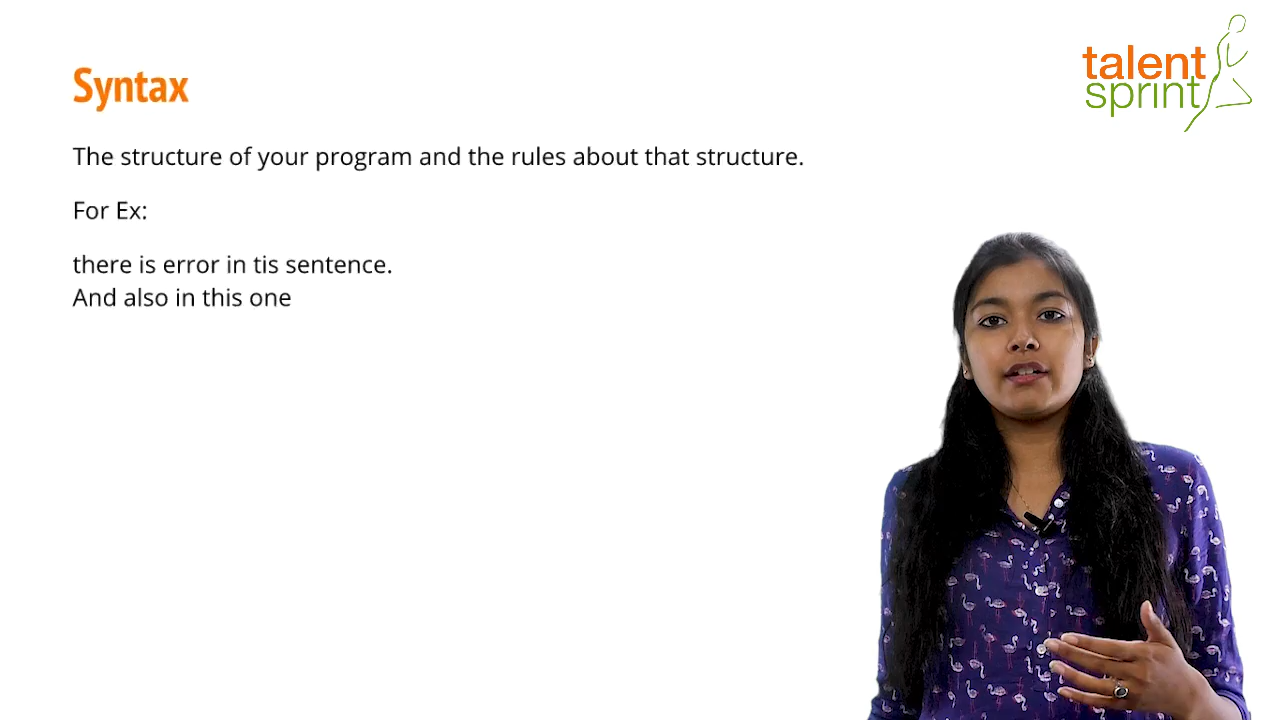 talent
sprint
Syntax
The structure of your program and the rules about that structure.
For Ex:
there is error in tis sentence.
And also in this one